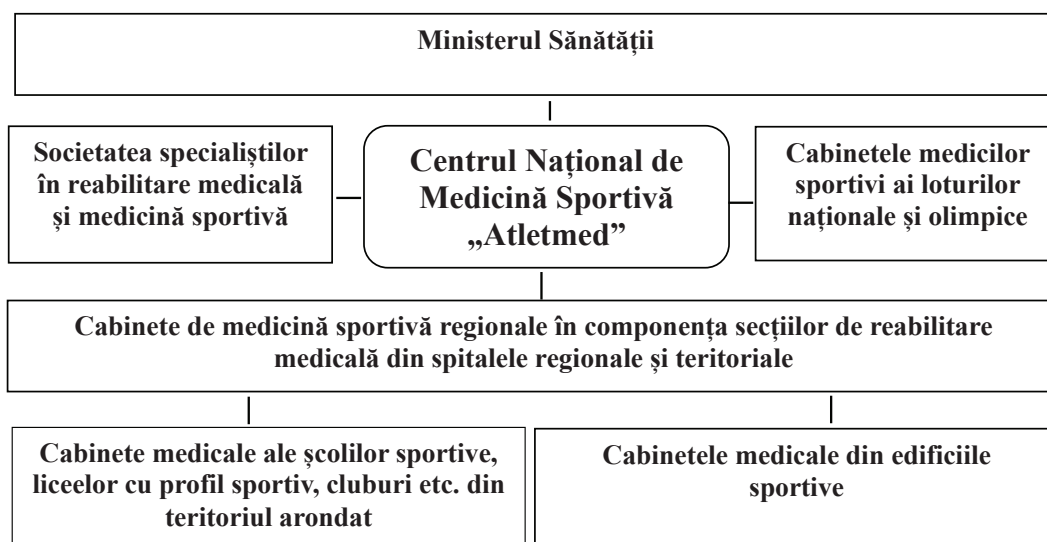 Ministerul Sănătății
Societatea specialiștilor
în reabilitare medicală
și medicină sportivă
Centrul Național de
Medicină Sportivă
„Atletmed”
Cabinetele medicilor
sportivi ai loturilor
naționale și olimpice
Cabinete de medicină sportivă regionale în componența secțiilor de reabilitare
medicală din spitalele regionale și teritoriale
Cabinete medicale ale școlilor sportive,
liceelor cu profil sportiv, cluburi etc. din
teritoriul arondat
Cabinetele medicale din edificiile
sportive